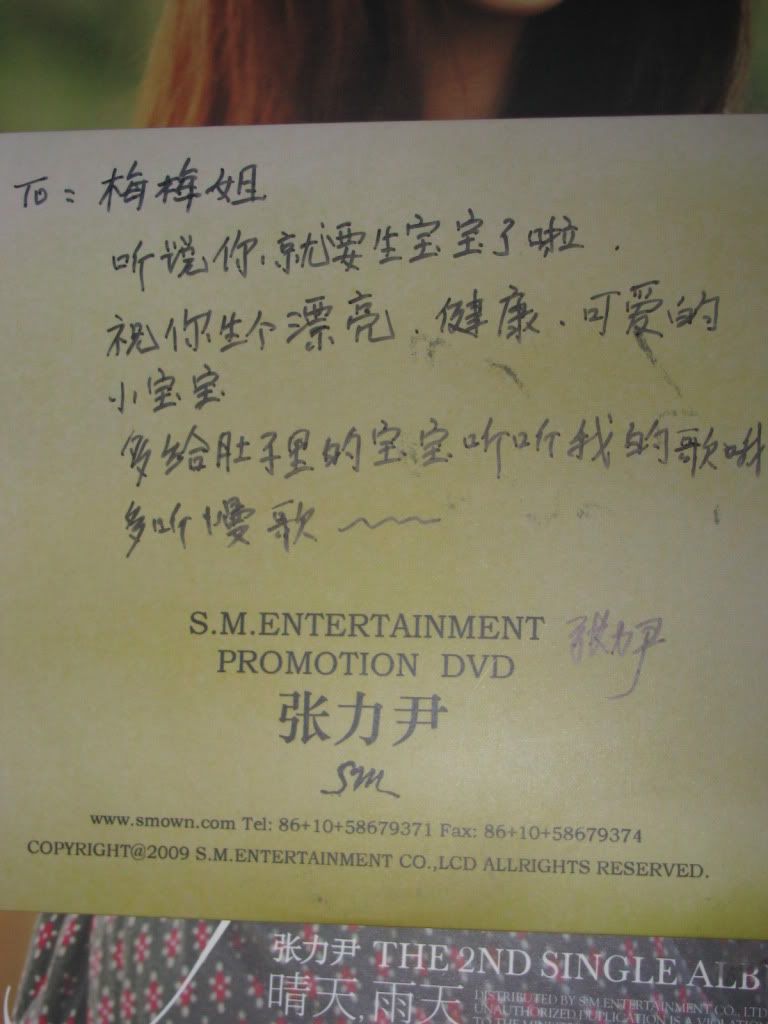 To: 梅梅姐
听说你就要生宝宝了啦.
祝你生个漂亮.健康.可爱的
小宝宝
多给肚子里的宝宝听听我的歌哦
多听慢歌~~~
S.M.ENTERTAINMENT
张力尹
PROMOTION DVD
张力尹
SM
www.smown.com Tel: 86+10+58679371 Fax: 86+10+58679374
COPYRIGHT@2009 S.M.ENTERTAINMENT CO.,LCD ALLRIGHTS RESERVED.
张力尹 THE 2ND SINGLE ALB
晴天,雨天
DISTRIBUTED BY SM ENTERTAINMENT CO., LTD
UNAUTHORIZED DUPLICATION IS A VIOLA